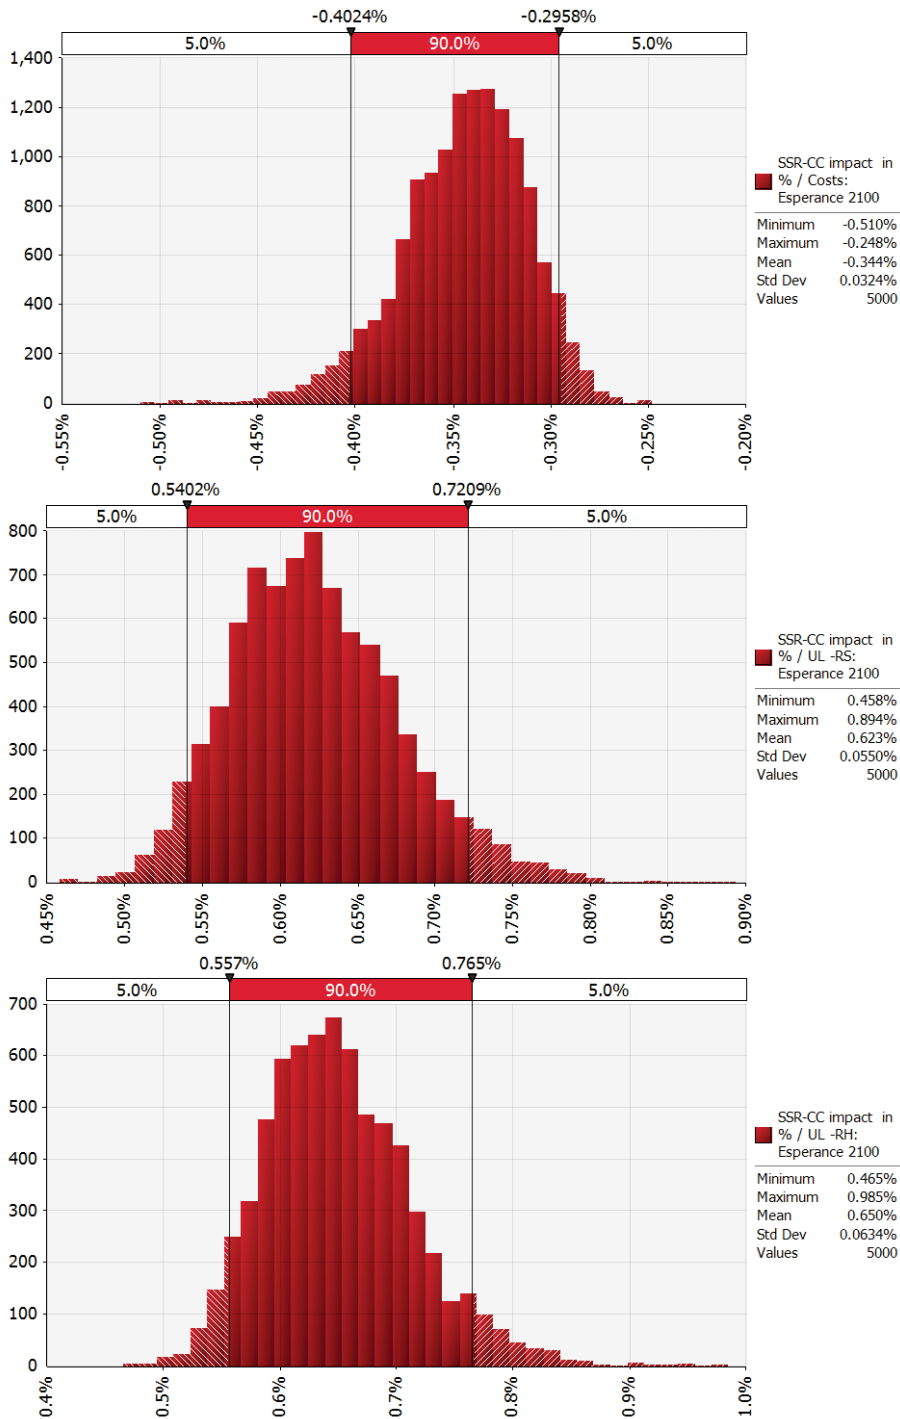 -0.4024% -0.2958%
5.0% 90.0% 5.0%
1,400
1,200
1,000
800
600
400
200
0
-0.55% -0.50% -0.45% -0.40% -0.35% -0.30% -0.25% -0.20%
SSR-CC impact in
% / Costs:
Esperance 2100
Minimum -0.510%
Maximum -0.248%
Mean -0.344%
Std Dev 0.0324%
Values 5000
0.5402% 0.7209%
5.0% 90.0% 5.0%
800
700
600
500
400
300
200
100
0
0.45% 0.50% 0.55% 0.60% 0.65% 0.70% 0.75% 0.80% 0.85% 0.90%
SSR-CC impact in
% / UL -RS:
Esperance 2100
Minimum 0.458%
Maximum 0.894%
Mean 0.623%
Std Dev 0.0550%
Values 5000
0.557% 0.765%
5.0% 90.0% 5.0%
700
600
500
400
300
200
100
0
0.4% 0.5% 0.6% 0.7% 0.8% 0.9% 1.0%
SSR-CC impact in
% / UL -RH:
Esperance 2100
Minimum 0.465%
Maximum 0.985%
Mean 0.650%
Std Dev 0.0634%
Values 5000